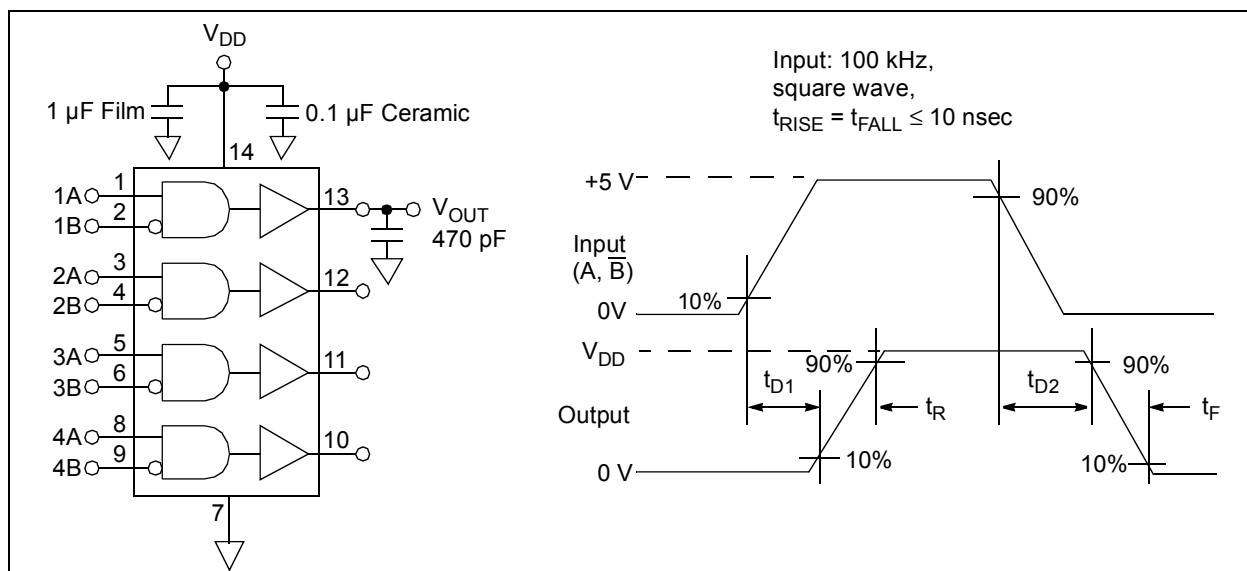 V_DD
1 µF Film
0.1 µF Ceramic
14
1A
1
2
1B
13
V_OUT
470 pF
2A
3
4
2B
12
3A
5
6
3B
11
4A
8
9
4B
10
7
Input: 100 kHz,
square wave,
t_RISE = t_FALL ≤ 10 nsec
+5 V
90%
Input
(A, B̅)
10%
0V
V_DD
90%
90%
t_D1
t_R
t_D2
t_F
Output
10%
10%
0 V